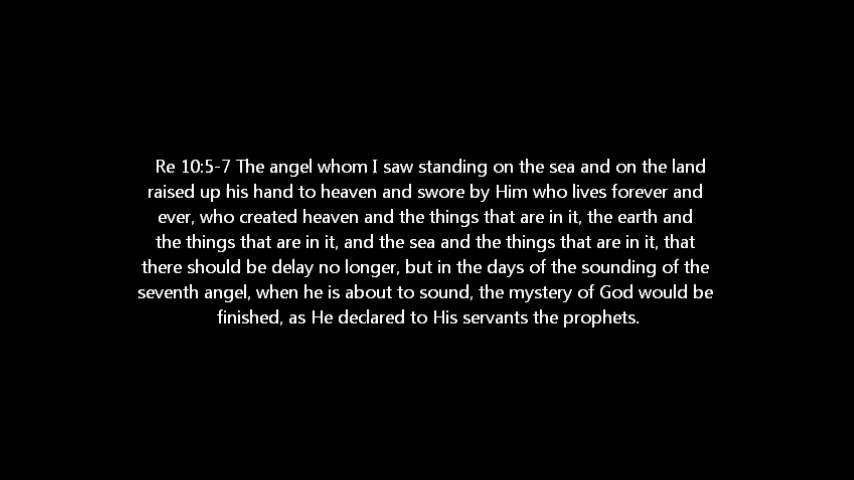 Re 10:5-7 The angel whom I saw standing on the sea and on the land
raised up his hand to heaven and swore by Him who lives forever and
ever, who created heaven and the things that are in it, the earth and
the things that are in it, and the sea and the things that are in it, that
there should be delay no longer, but in the days of the sounding of the
seventh angel, when he is about to sound, the mystery of God would be
finished, as He declared to His servants the prophets.